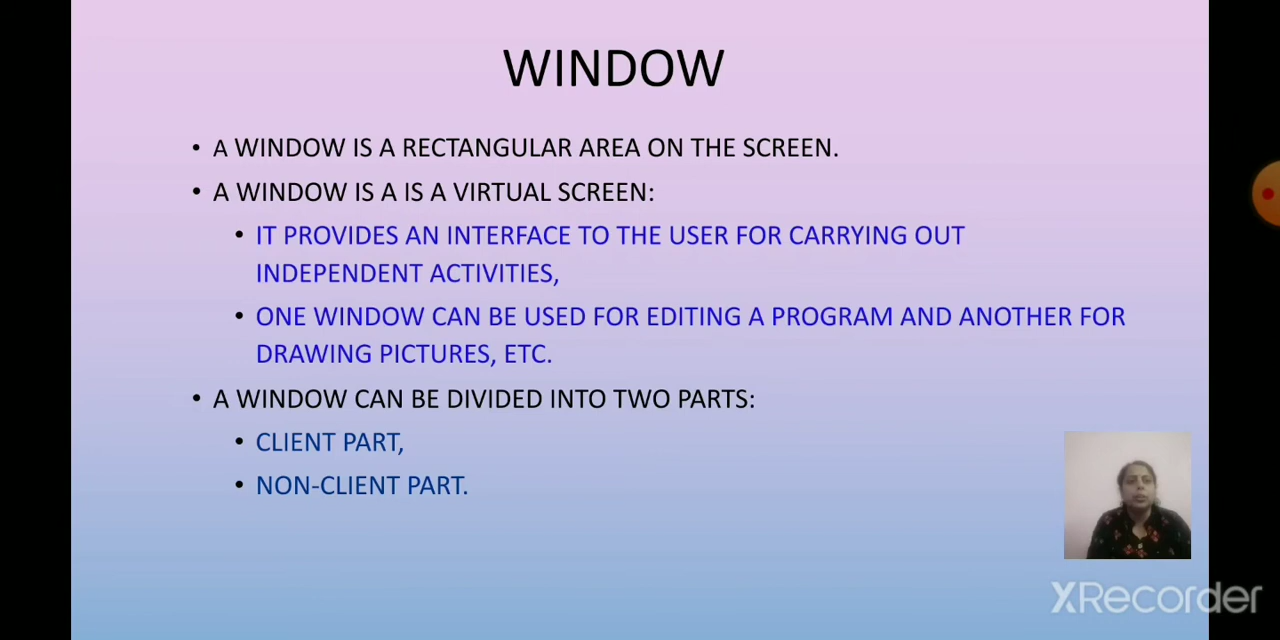 WINDOW
• A WINDOW IS A RECTANGULAR AREA ON THE SCREEN.
• A WINDOW IS A IS A VIRTUAL SCREEN:
• IT PROVIDES AN INTERFACE TO THE USER FOR CARRYING OUT
INDEPENDENT ACTIVITIES,
• ONE WINDOW CAN BE USED FOR EDITING A PROGRAM AND ANOTHER FOR
DRAWING PICTURES, ETC.
• A WINDOW CAN BE DIVIDED INTO TWO PARTS:
• CLIENT PART,
• NON-CLIENT PART.
XRecorder